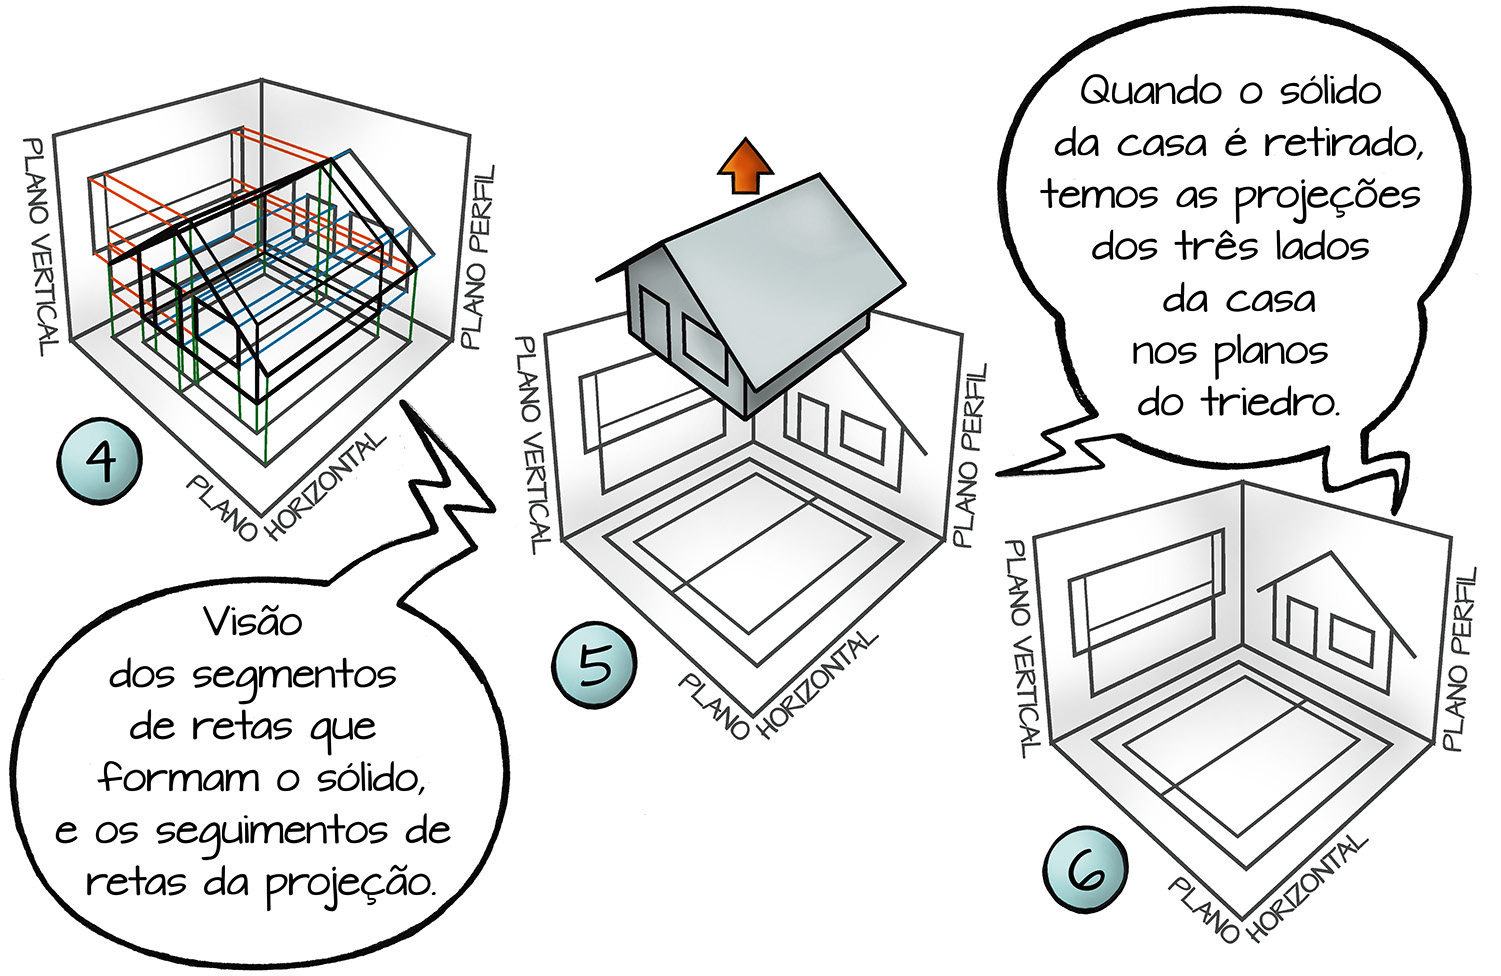 PLANO VERTICAL
PLANO PERFIL
PLANO HORIZONTAL
4
Visão
dos segmentos
de retas que
formam o sólido,
e os seguimentos de
retas da projeção.
PLANO VERTICAL
PLANO PERFIL
PLANO HORIZONTAL
5
Quando o sólido
da casa é retirado,
temos as projeções
dos três lados
da casa
nos planos
do triedro.
PLANO VERTICAL
PLANO PERFIL
PLANO HORIZONTAL
6